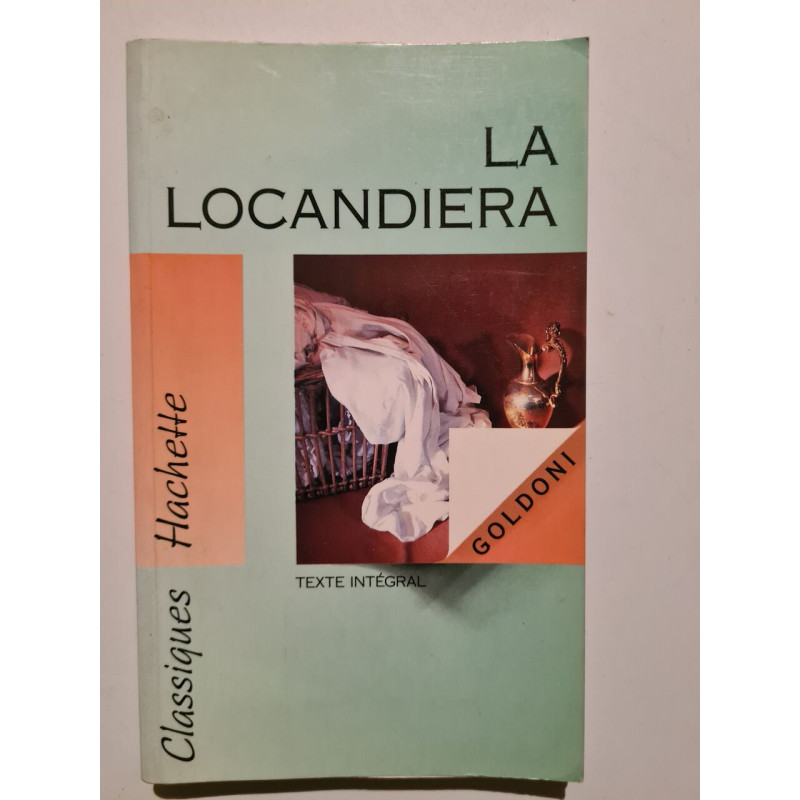 LA
LOCANDIERA
GOLDONI
TEXTE INTÉGRAL
Classiques Hachette